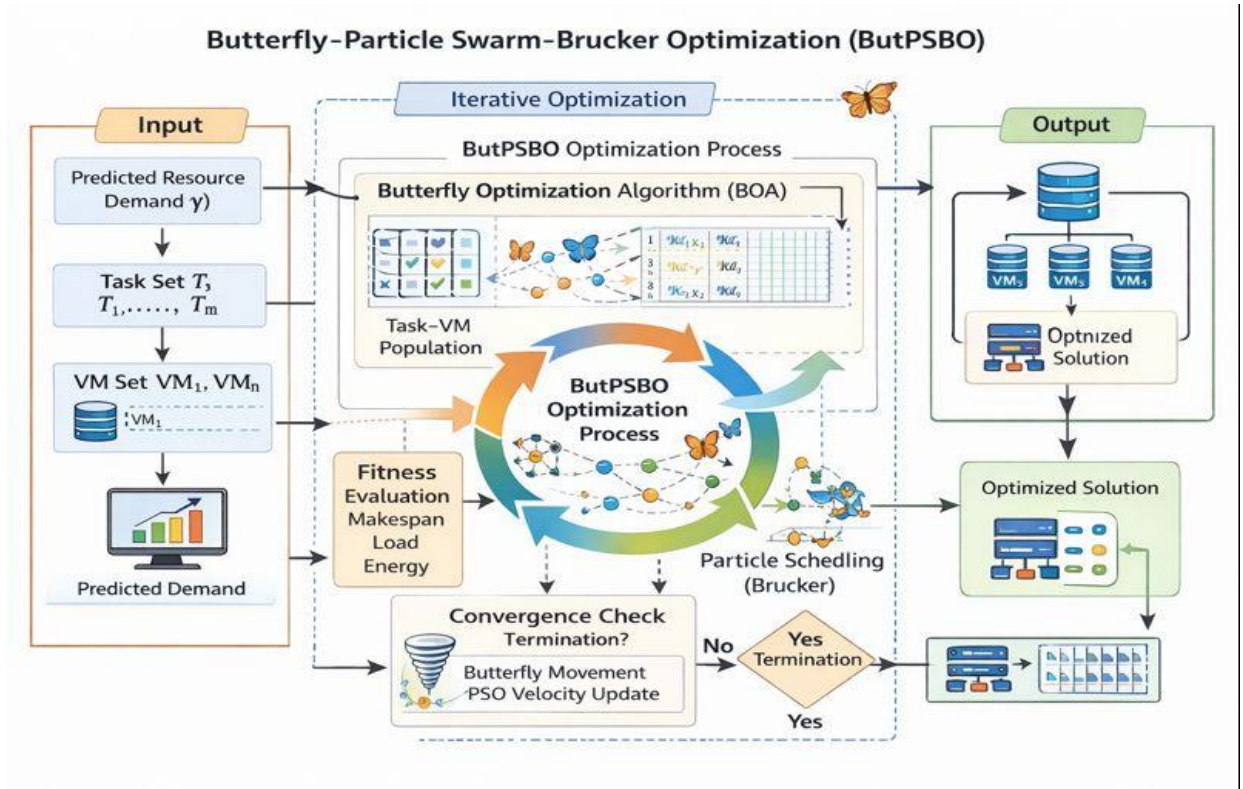 Butterfly-Particle Swarm-Brucker Optimization (ButPSBO)
Input
Predicted Resource
Demand γ)
Task Set T,
T₁,....., Tₘ
VM Set VM₁, VMₙ
VM₁
Predicted Demand
Iterative Optimization
ButPSBO Optimization Process
Butterfly Optimization Algorithm (BOA)
Task-VM
Population
ButPSBO
Optimization
Process
Fitness
Evaluation
Makespan
Load
Energy
Particle Schedling
(Brucker)
Convergence Check
Termination?
Butterfly Movement
PSO Velocity Update
No
Yes
Termination
Yes
Output
VM₅
VM₅
VM₄
Optnızed
Solution
Optimized Solution